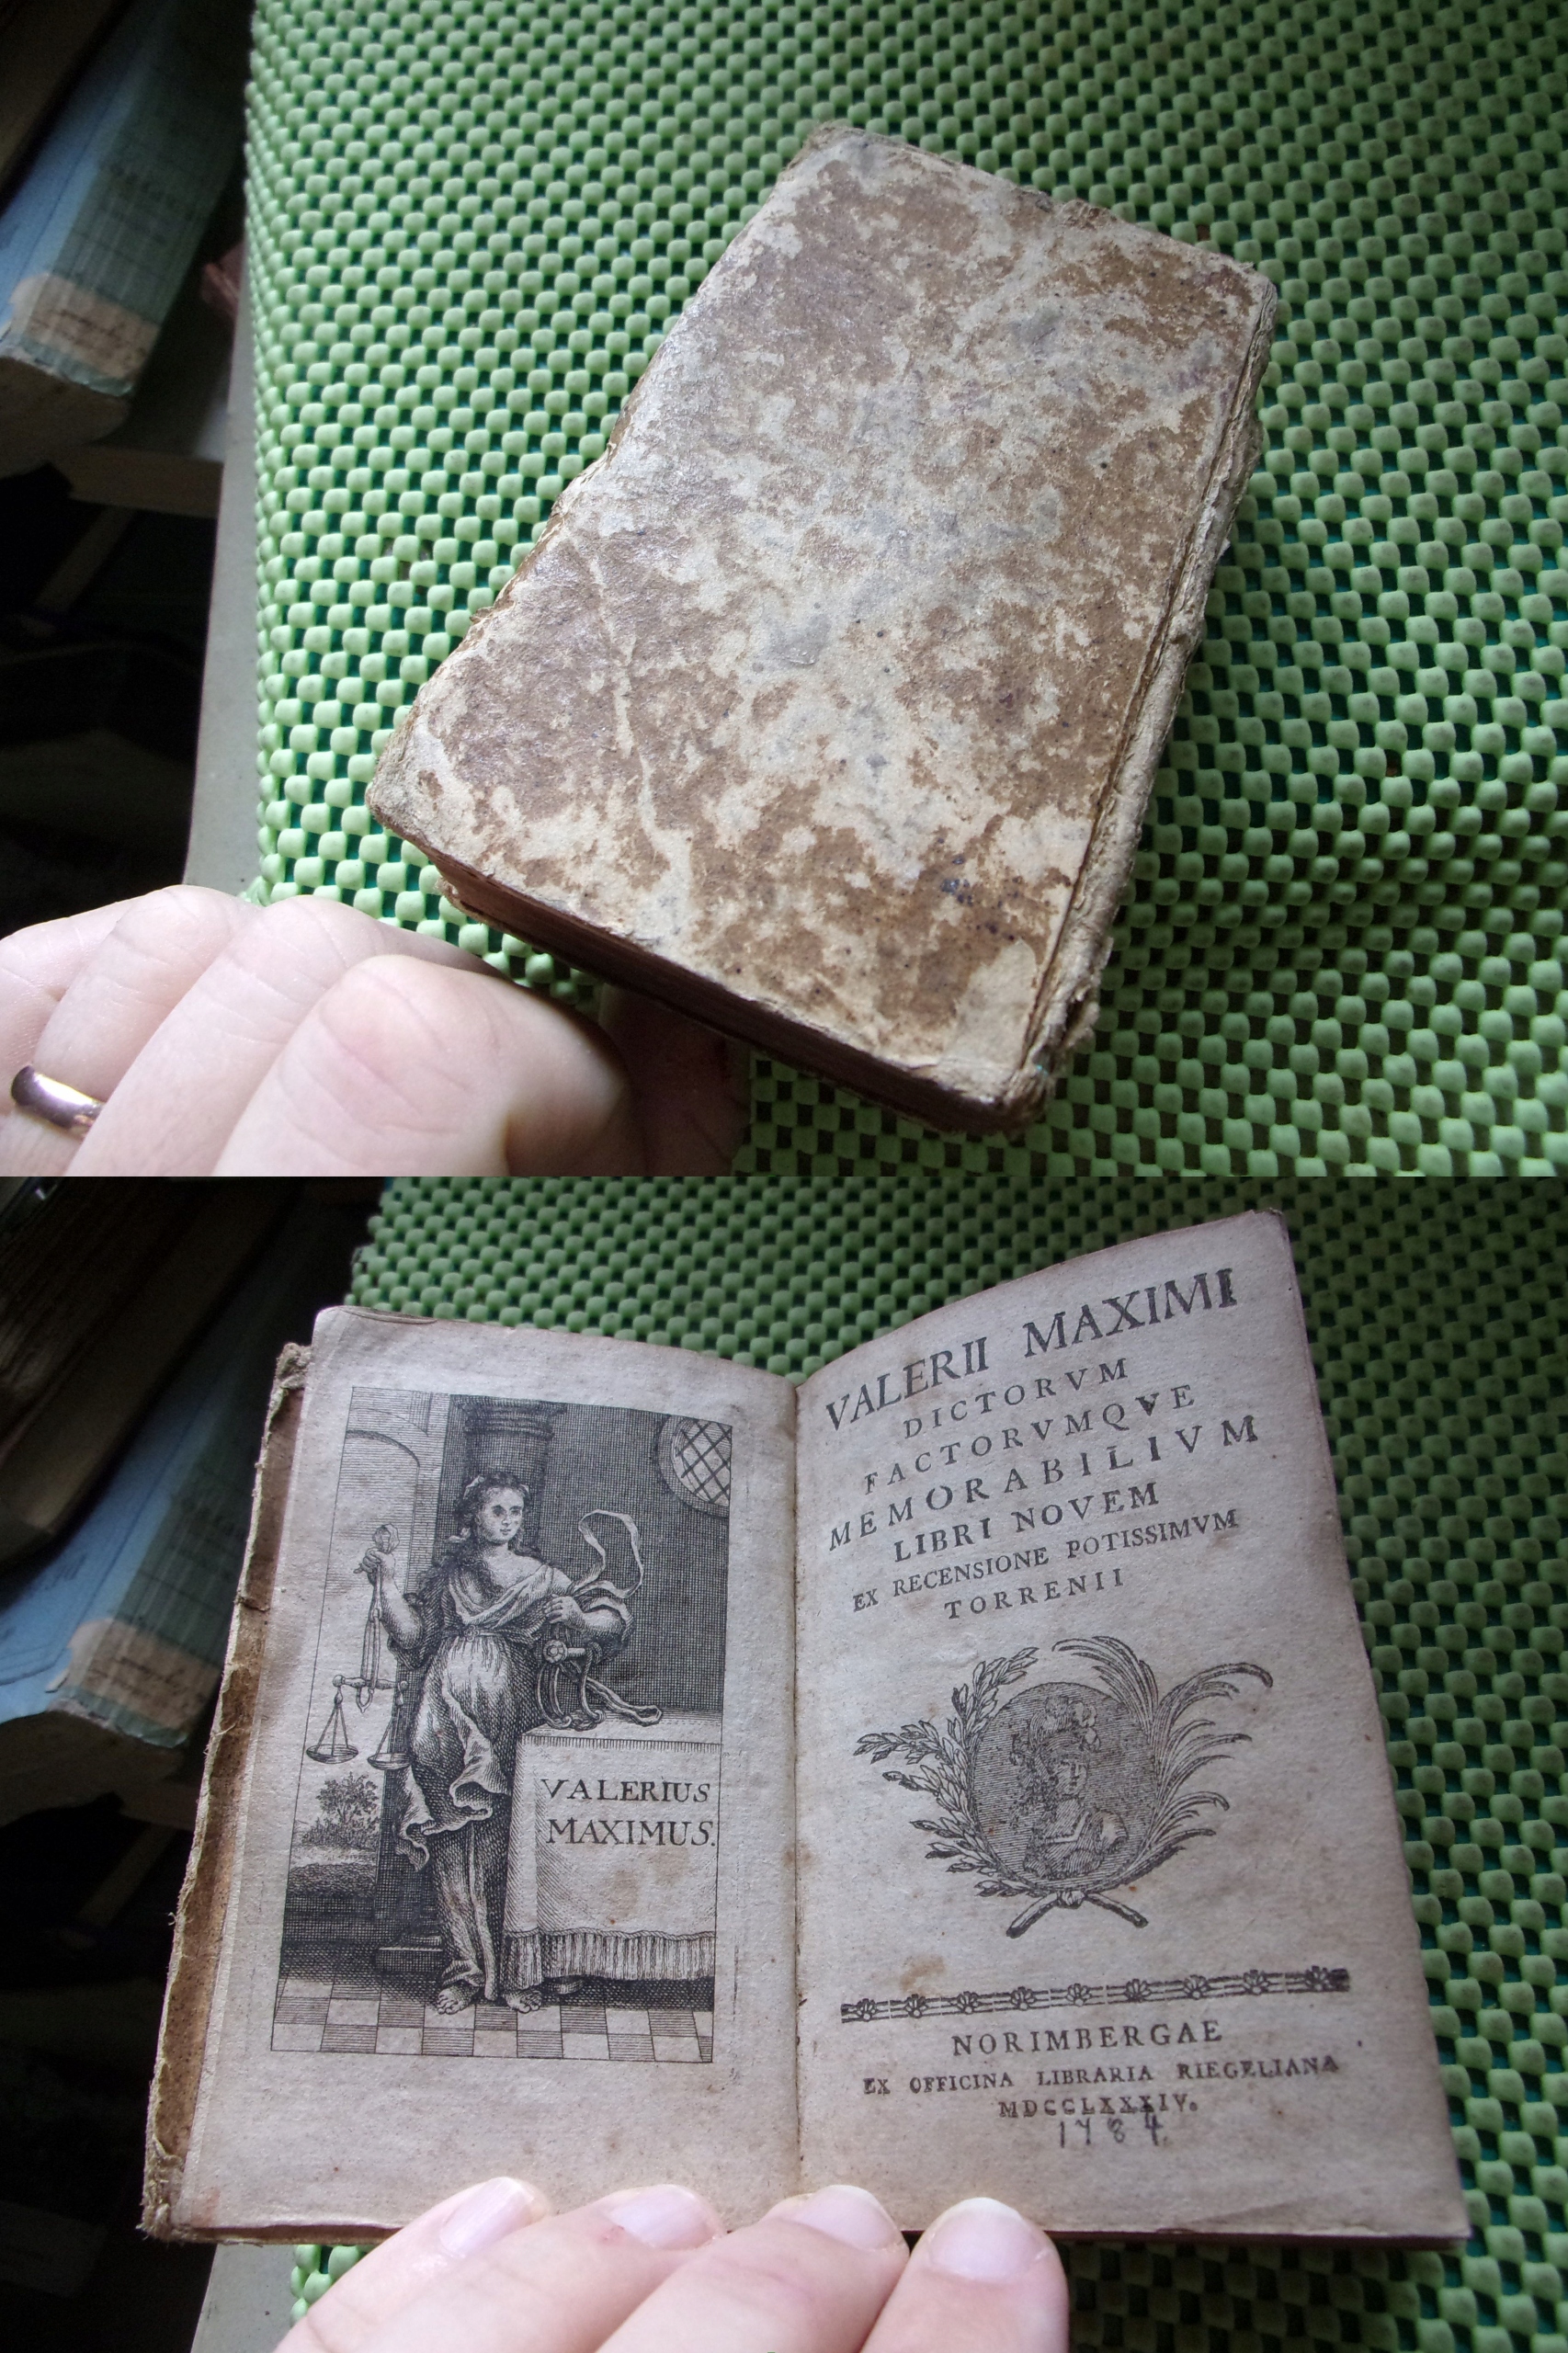 VALERIUS
MAXIMUS.
VALERII MAXIMI
DICTORVM
FACTORVMQVE
MEMORABILIVM
LIBRI NOVEM
EX RECENSIONE POTISSIMVM
TORRENII
NORIMBERGAE
EX OFFICINA LIBRARIA RIEGELIANA
MDCCLXXXIV.
1784.